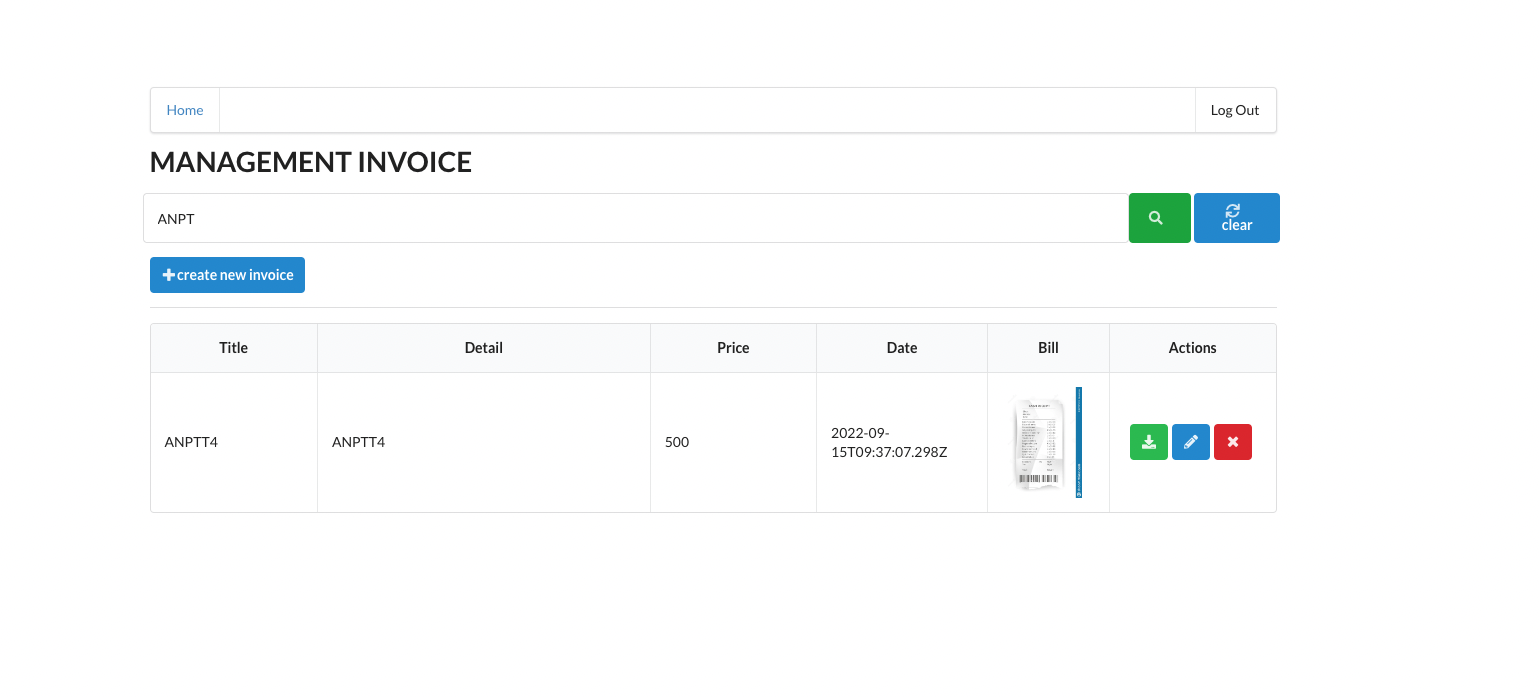 Home
Log Out
MANAGEMENT INVOICE
ANPT
clear
create new invoice
Title Detail Price Date Bill Actions
ANPTT4 ANPTT4 500 2022-09-
15T09:37:07.298Z